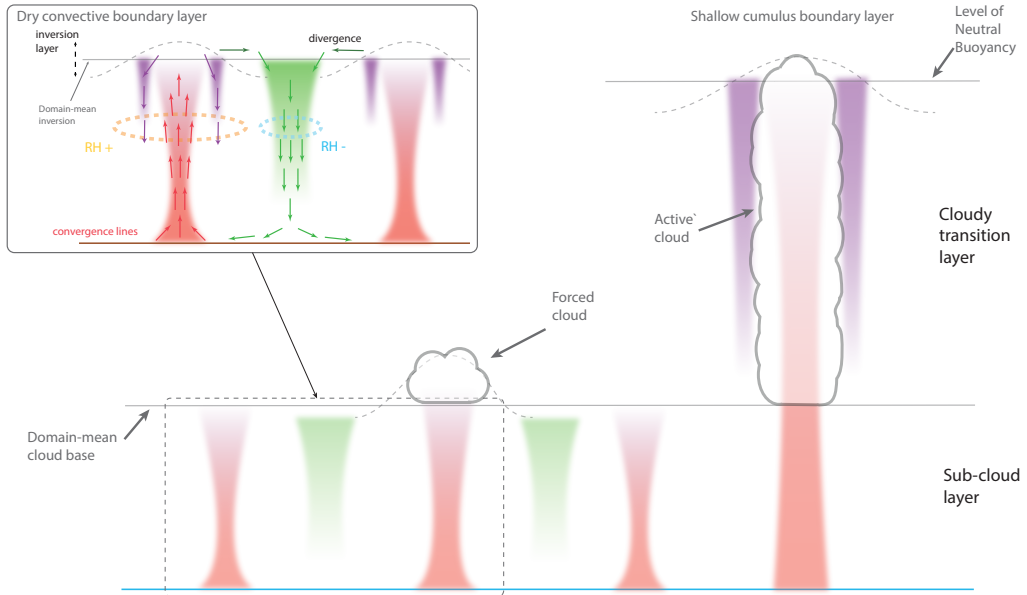 Dry convective boundary layer
inversion
layer
divergence
Domain-mean
inversion
RH +
RH -
convergence lines
Shallow cumulus boundary layer
Level of
Neutral
Buoyancy
Active`
cloud
Cloudy
transition
layer
Forced
cloud
Domain-mean
cloud base
Sub-cloud
layer